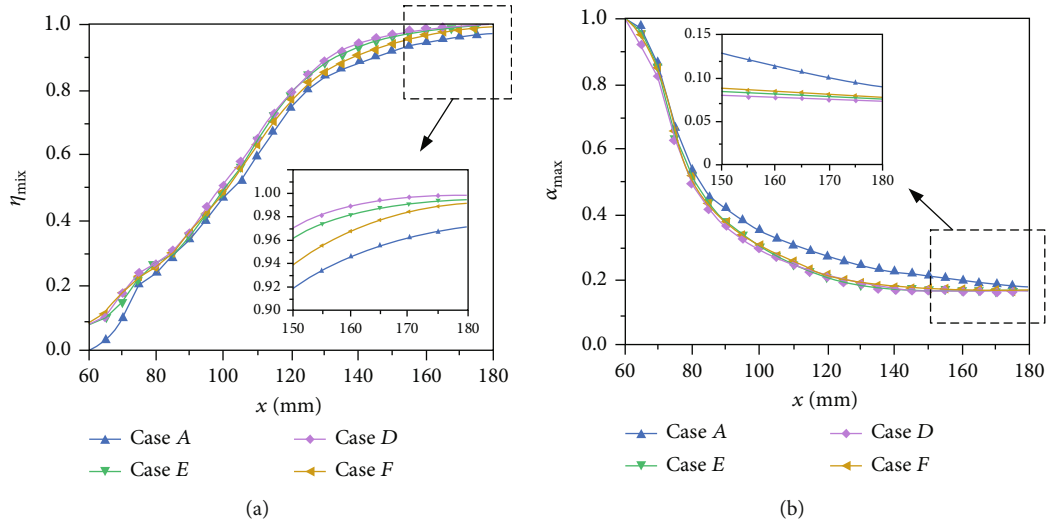 1.0
0.8
0.6
0.4
0.2
0.0
η_mix
60 80 100 120 140 160 180
x (mm)
1.00
0.98
0.96
0.94
0.92
0.90
150 160 170 180
Case A
Case D
Case E
Case F
(a)
1.0
0.8
0.6
0.4
0.2
0.0
α_max
60 80 100 120 140 160 180
x (mm)
0.15
0.10
0.05
0
150 160 170 180
Case A
Case D
Case E
Case F
(b)